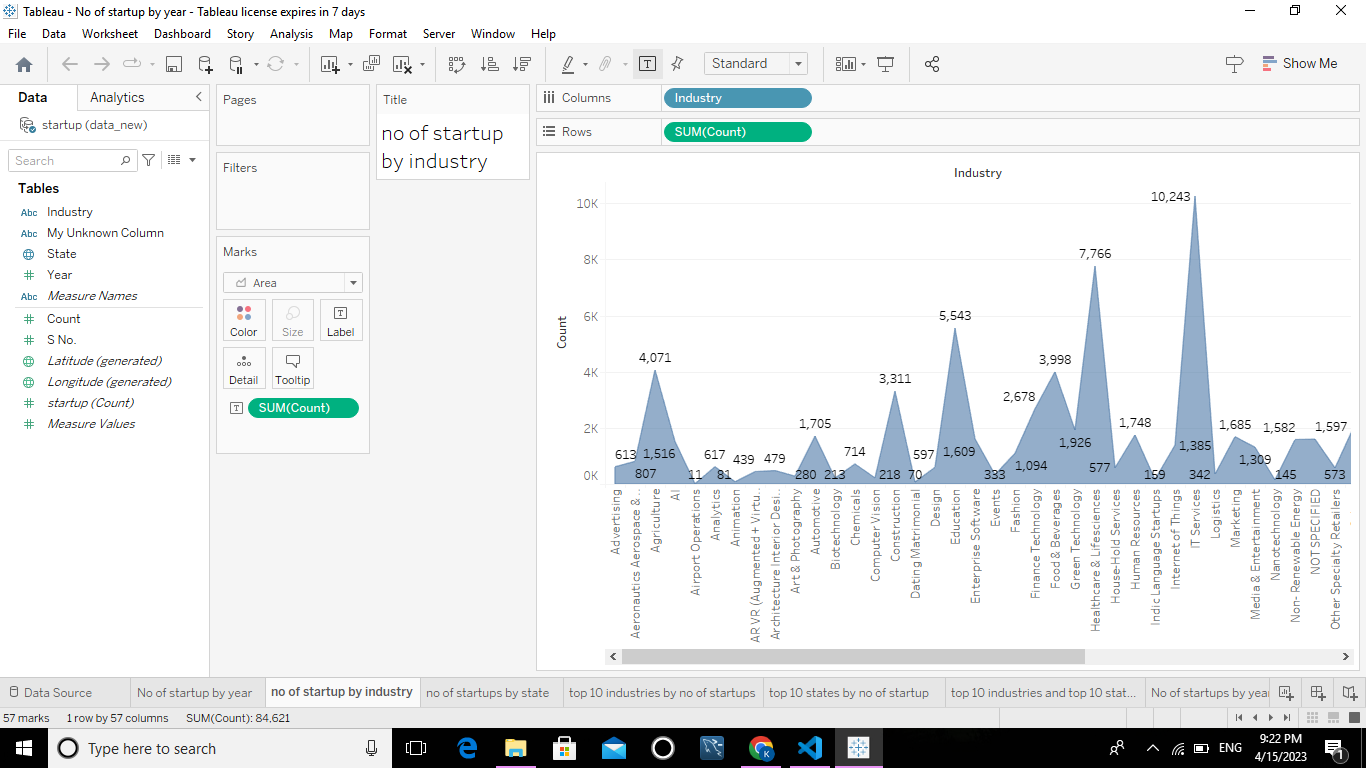 Tableau - No of startup by year - Tableau license expires in 7 days
File Data Worksheet Dashboard Story Analysis Map Format Server Window Help
Standard
Show Me
Data Analytics
startup (data_new)
Search
Tables
Abc Industry
Abc My Unknown Column
State
# Year
Abc Measure Names
# Count
# S No.
Latitude (generated)
Longitude (generated)
# startup (Count)
# Measure Values
Pages
Filters
Marks
Area
Color Size Label
Detail Tooltip
SUM(Count)
Title
no of startup
by industry
Columns Industry
Rows SUM(Count)
Industry
Count
10K
8K
6K
4K
2K
0K
10,243
7,766
5,543
4,071
3,998
3,311
2,678
1,705
1,748
1,685
1,582
1,597
613
1,516
617
439
479
714
597
1,609
1,094
1,926
1,385
1,309
807
11
81
280
213
218
70
333
577
159
342
145
573
Advertising
Aeronautics Aerospace & ..
Agriculture
AI
Airport Operations
Analytics
Animation
AR VR (Augmented + Virtu..
Architecture Interior Desi..
Art & Photography
Automotive
Biotechnology
Chemicals
Computer Vision
Construction
Dating Matrimonial
Design
Education
Enterprise Software
Events
Fashion
Finance Technology
Food & Beverages
Green Technology
Healthcare & Lifesciences
House-Hold Services
Human Resources
Indic Language Startups
Internet of Things
IT Services
Logistics
Marketing
Media & Entertainment
Nanotechnology
Non- Renewable Energy
NOT SPECIFIED
Other Specialty Retailers
Data Source
No of startup by year
no of startup by industry
no of startups by state
top 10 industries by no of startups
top 10 states by no of startup
top 10 industries and top 10 stat...
No of startups by year
57 marks 1 row by 57 columns SUM(Count): 84,621
Type here to search
ENG
9:22 PM
4/15/2023
1